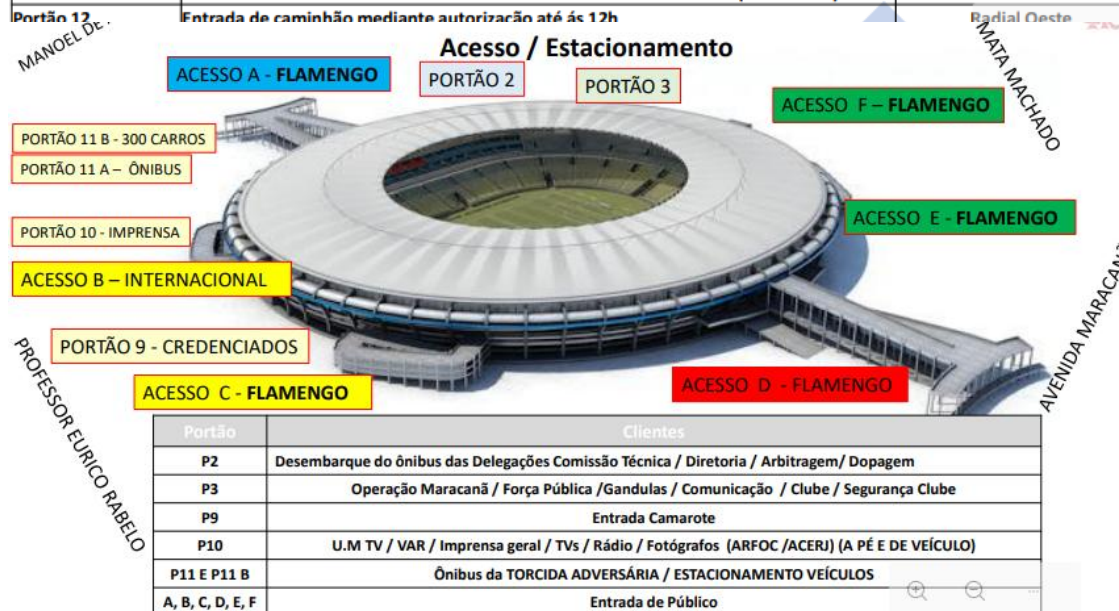 Portão 12 Entrada de caminhão mediante autorização até ás 12h Radial Oeste
MANOEL DE
Acesso / Estacionamento
MATA MACHADO
ACESSO A - FLAMENGO
PORTÃO 2
PORTÃO 3
ACESSO F – FLAMENGO
PORTÃO 11 B - 300 CARROS
PORTÃO 11 A – ÔNIBUS
PORTÃO 10 - IMPRENSA
ACESSO E - FLAMENGO
ACESSO B – INTERNACIONAL
AVENIDA MARACANÃ
PORTÃO 9 - CREDENCIADOS
PROFESSOR EURICO RABELO
ACESSO C - FLAMENGO
ACESSO D - FLAMENGO
Portão Clientes
P2 Desembarque do ônibus das Delegações Comissão Técnica / Diretoria / Arbitragem/ Dopagem
P3 Operação Maracanã / Força Pública /Gandulas / Comunicação / Clube / Segurança Clube
P9 Entrada Camarote
P10 U.M TV / VAR / Imprensa geral / TVs / Rádio / Fotógrafos (ARFOC /ACERJ) (A PÉ E DE VEÍCULO)
P11 E P11 B Ônibus da TORCIDA ADVERSÁRIA / ESTACIONAMENTO VEÍCULOS
A, B, C, D, E, F Entrada de Público